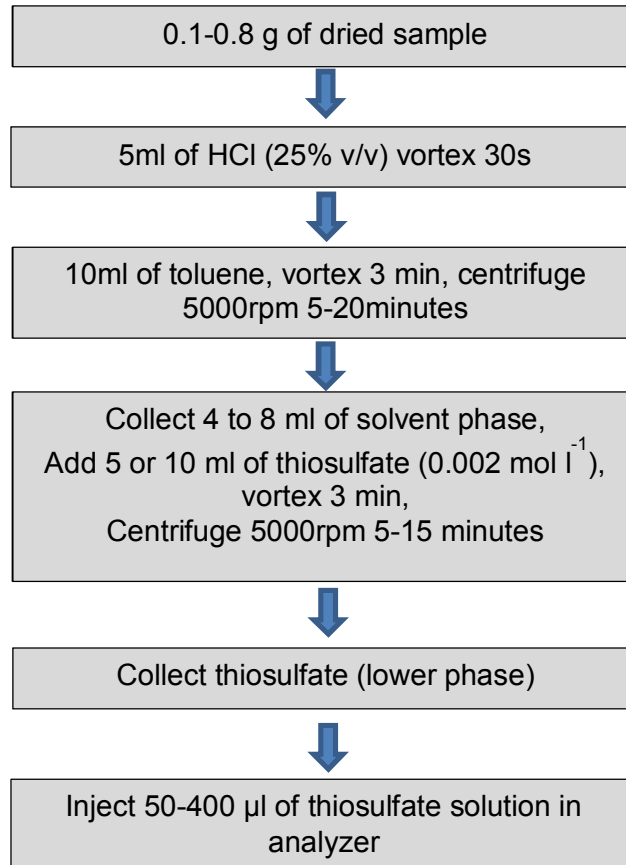 0.1-0.8 g of dried sample
5ml of HCl (25% v/v) vortex 30s
10ml of toluene, vortex 3 min, centrifuge
5000rpm 5-20minutes
Collect 4 to 8 ml of solvent phase,
Add 5 or 10 ml of thiosulfate (0.002 mol l⁻¹),
vortex 3 min,
Centrifuge 5000rpm 5-15 minutes
Collect thiosulfate (lower phase)
Inject 50-400 µl of thiosulfate solution in
analyzer